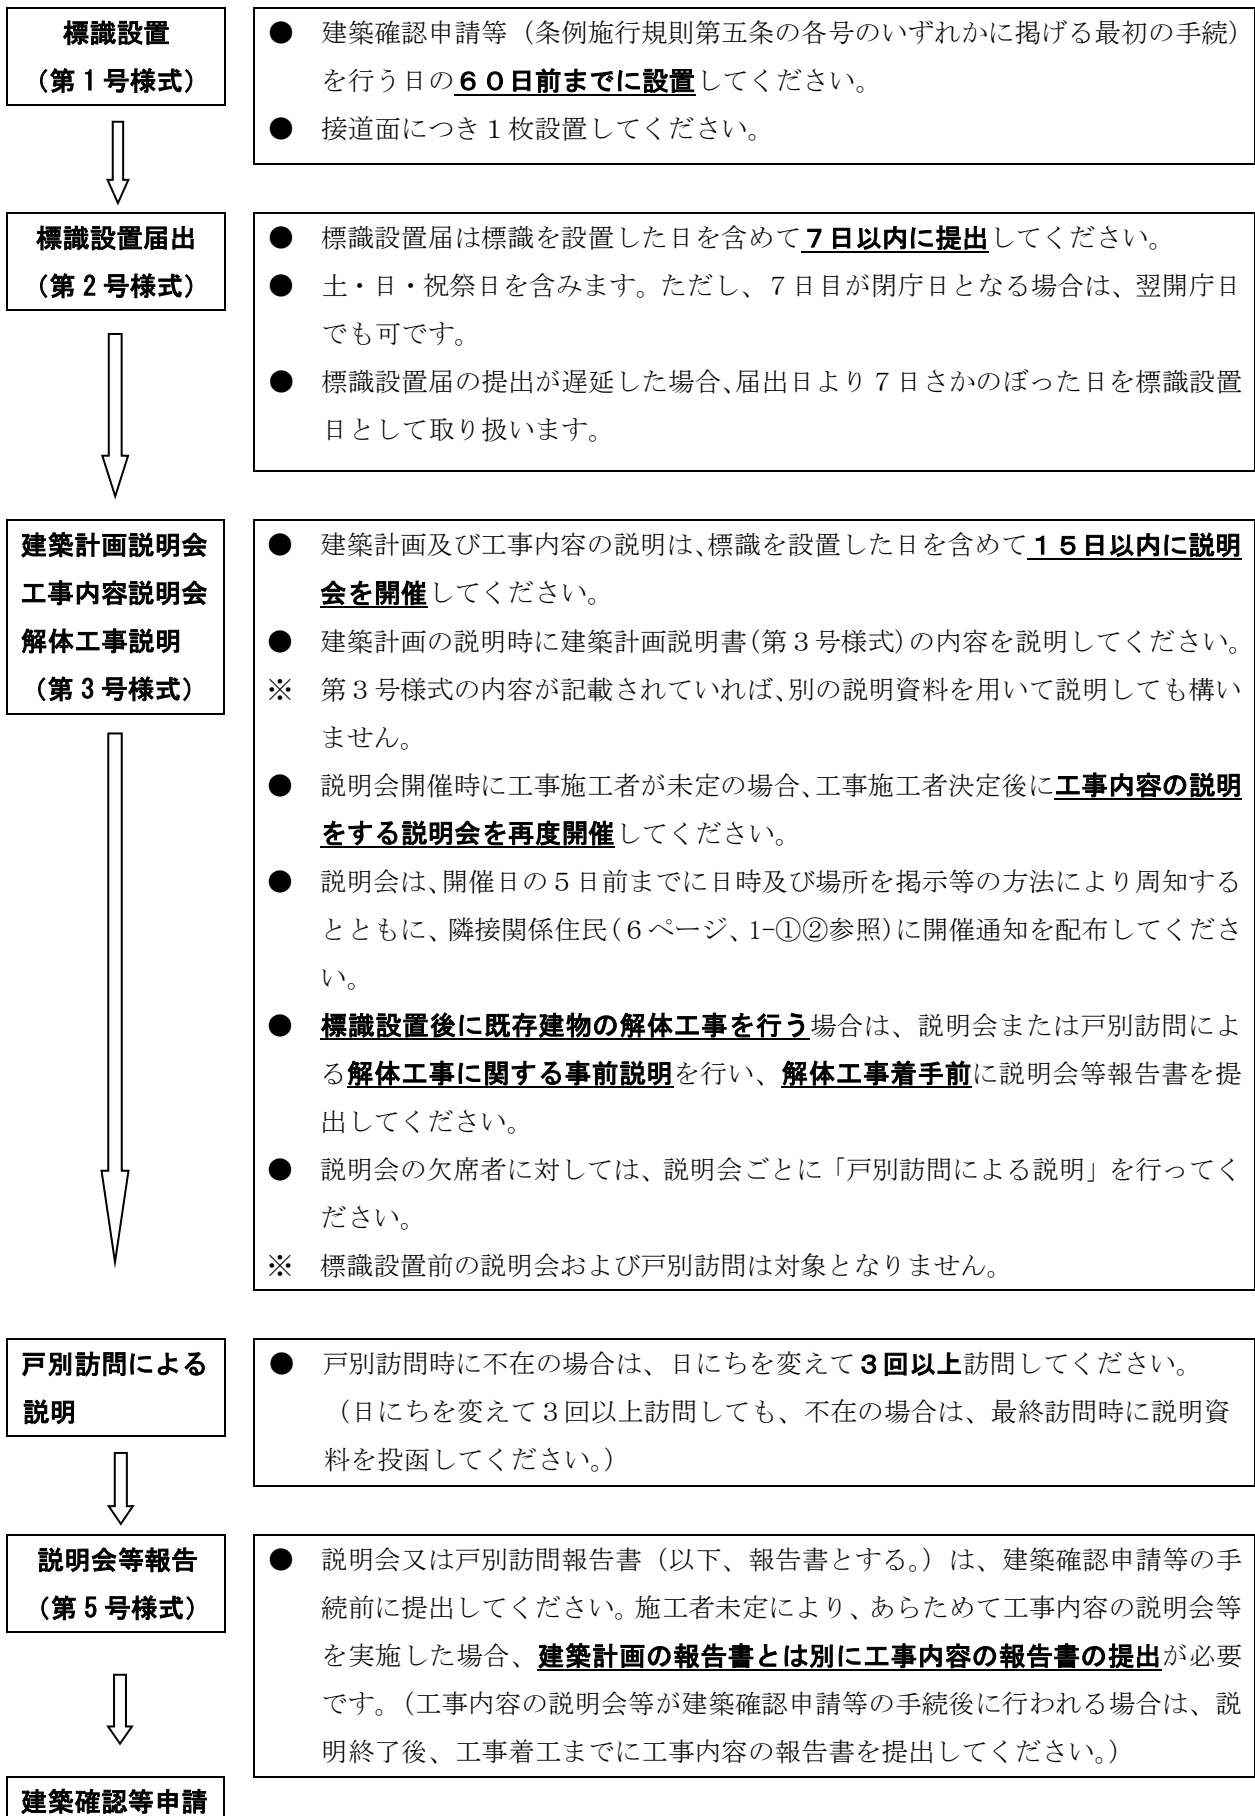 標識設置
（第１号様式）
● 建築確認申請等（条例施行規則第五条の各号のいずれかに掲げる最初の手続）
を行う日の６０日前までに設置してください。
● 接道面につき１枚設置してください。
標識設置届出
（第２号様式）
● 標識設置届は標識を設置した日を含めて７日以内に提出してください。
● 土・日・祝祭日を含みます。ただし、７日目が閉庁日となる場合は、翌開庁日
でも可です。
● 標識設置届の提出が遅延した場合、届出日より７日さかのぼった日を標識設置
日として取り扱います。
建築計画説明会
工事内容説明会
解体工事説明
（第３号様式）
● 建築計画及び工事内容の説明は、標識を設置した日を含めて１５日以内に説明
会を開催してください。
● 建築計画の説明時に建築計画説明書（第３号様式）の内容を説明してください。
※ 第３号様式の内容が記載されていれば、別の説明資料を用いて説明しても構い
ません。
● 説明会開催時に工事施工者が未定の場合、工事施工者決定後に工事内容の説明
をする説明会を再度開催してください。
● 説明会は、開催日の５日前までに日時及び場所を掲示等の方法により周知する
とともに、隣接関係住民（６ページ、1-①②参照）に開催通知を配布してくださ
い。
● 標識設置後に既存建物の解体工事を行う場合は、説明会または戸別訪問によ
る解体工事に関する事前説明を行い、解体工事着手前に説明会等報告書を提
出してください。
● 説明会の欠席者に対しては、説明会ごとに「戸別訪問による説明」を行ってく
ださい。
※ 標識設置前の説明会および戸別訪問は対象となりません。
戸別訪問による
説明
● 戸別訪問時に不在の場合は、日にちを変えて３回以上訪問してください。
（日にちを変えて３回以上訪問しても、不在の場合は、最終訪問時に説明資
料を投函してください。）
説明会等報告
（第５号様式）
● 説明会又は戸別訪問報告書（以下、報告書とする。）は、建築確認申請等の手
続前に提出してください。施工者未定により、あらためて工事内容の説明会等
を実施した場合、建築計画の報告書とは別に工事内容の報告書の提出が必要
です。（工事内容の説明会等が建築確認申請等の手続後に行われる場合は、説
明終了後、工事着工までに工事内容の報告書を提出してください。）
建築確認等申請